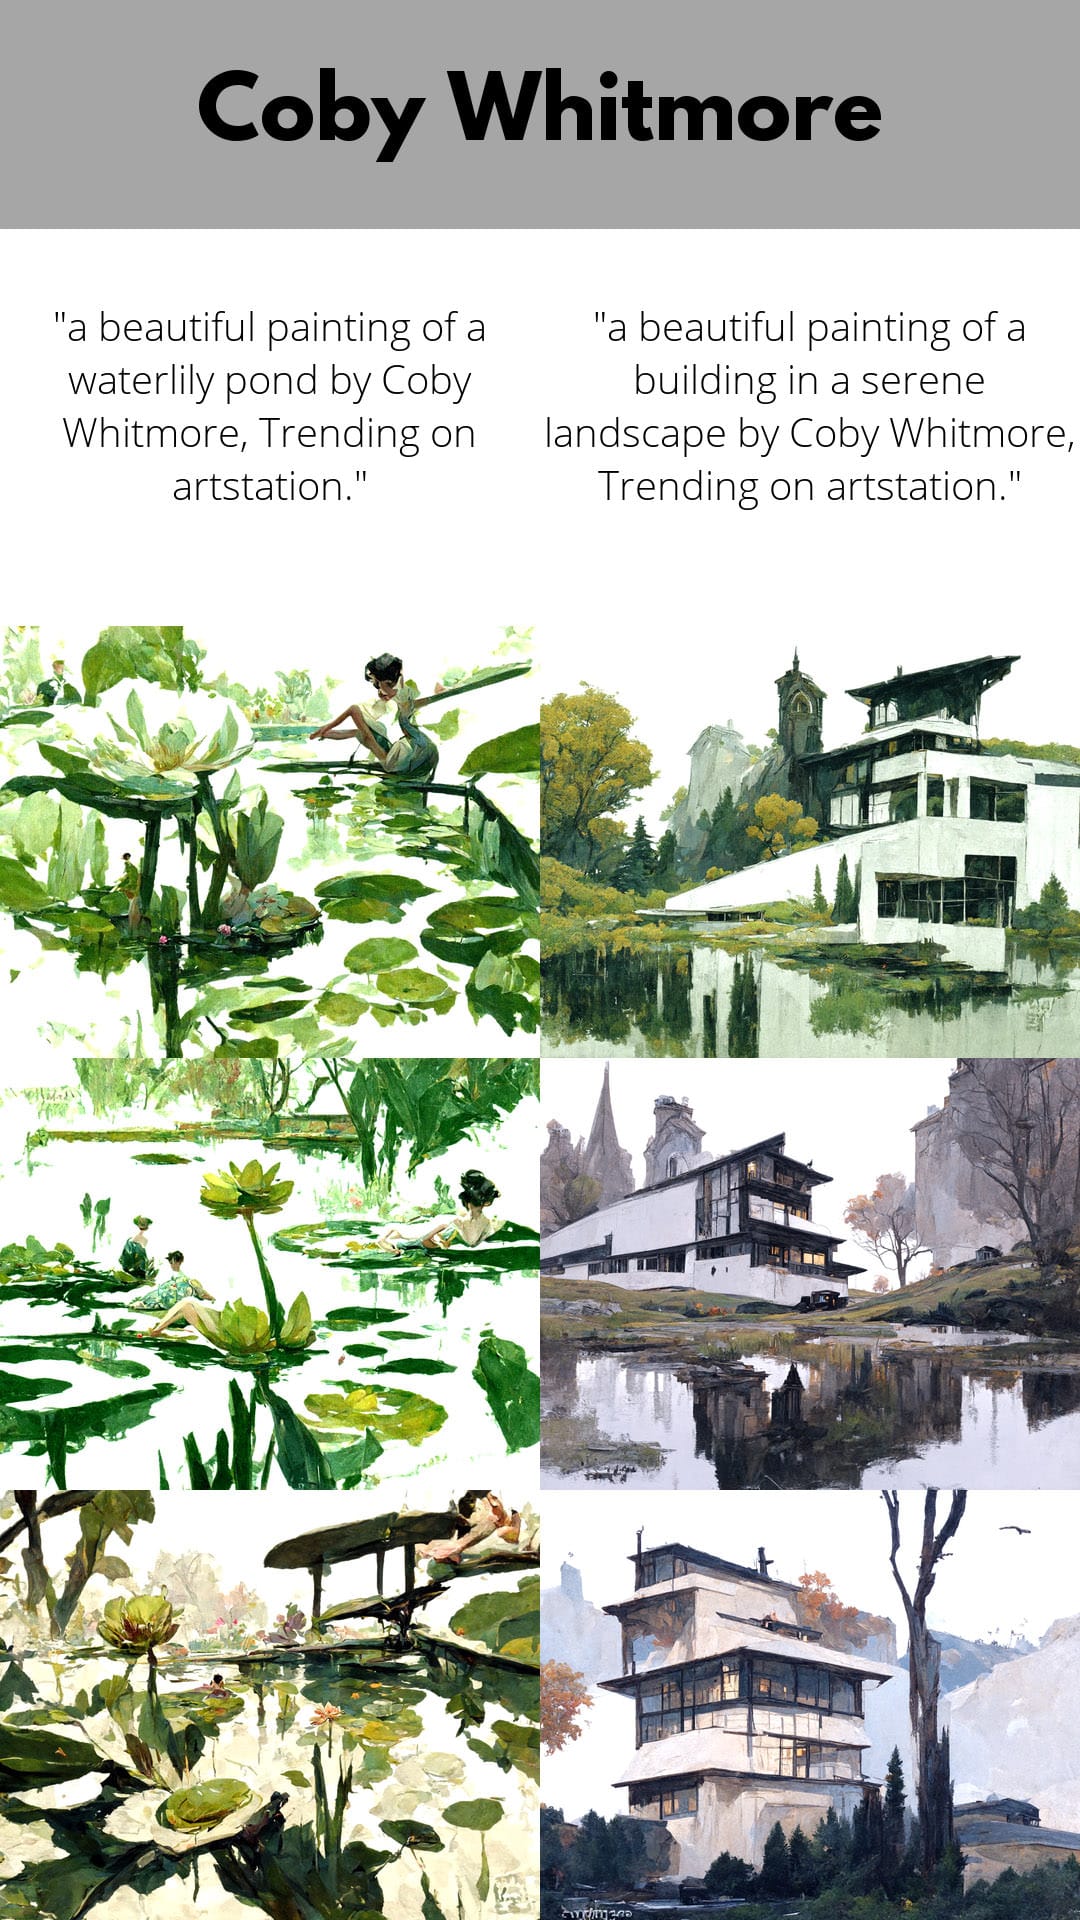 Coby Whitmore
"a beautiful painting of a
waterlily pond by Coby
Whitmore, Trending on
artstation."
"a beautiful painting of a
building in a serene
landscape by Coby Whitmore,
Trending on artstation."